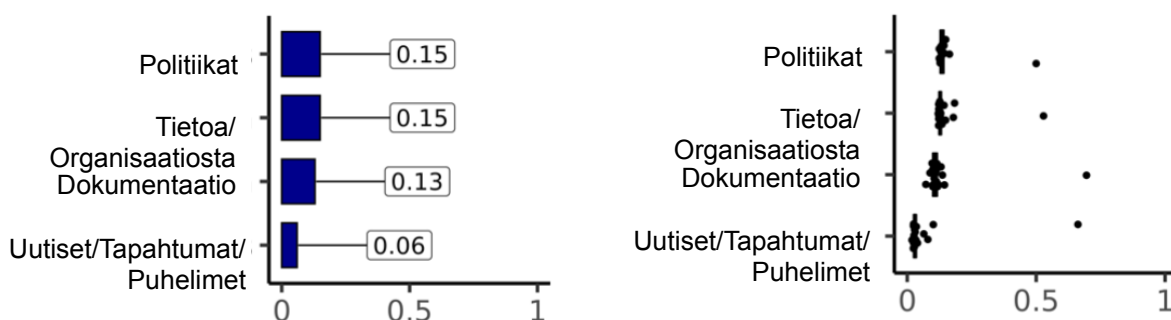 Politiikat
0.15
Tietoa/
Organisaatiosta
0.15
Dokumentaatio
0.13
Uutiset/Tapahtumat/
Puhelimet
0.06
0 0.5 1
Politiikat
Tietoa/
Organisaatiosta
Dokumentaatio
Uutiset/Tapahtumat/
Puhelimet
0 0.5 1